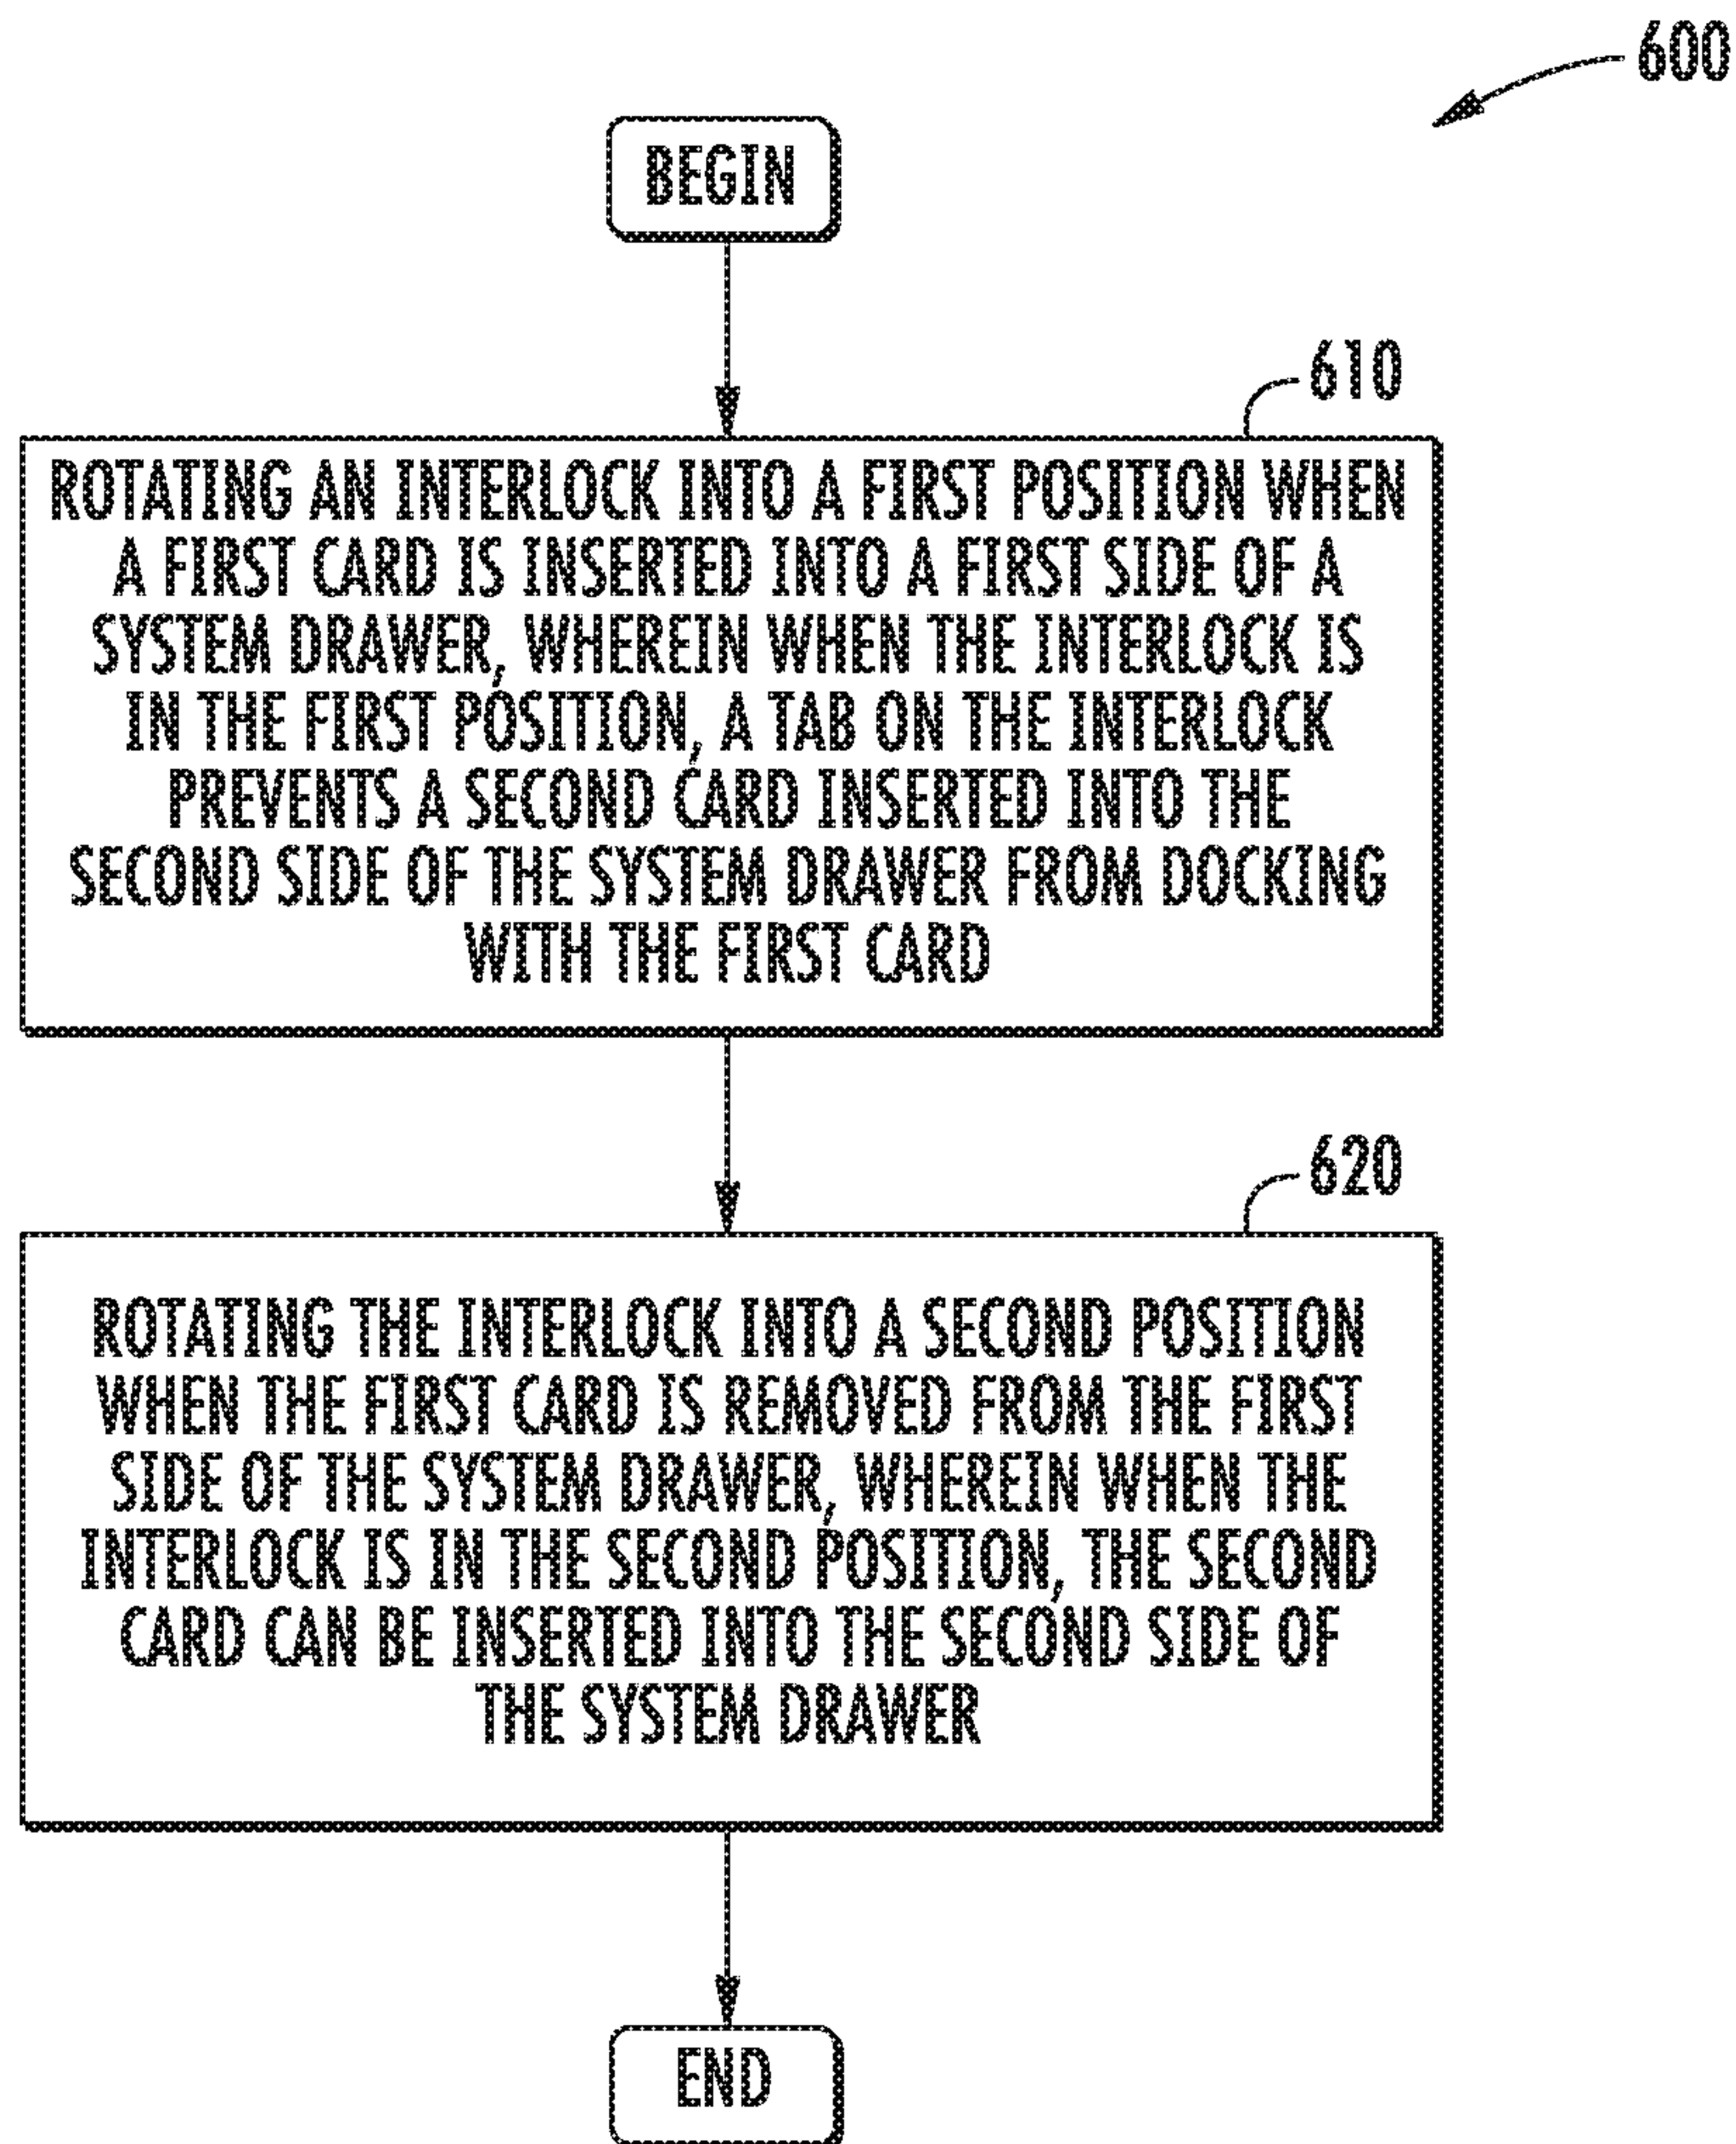 600
BEGIN
610
ROTATING AN INTERLOCK INTO A FIRST POSITION WHEN
A FIRST CARD IS INSERTED INTO A FIRST SIDE OF A
SYSTEM DRAWER, WHEREIN WHEN THE INTERLOCK IS
IN THE FIRST POSITION, A TAB ON THE INTERLOCK
PREVENTS A SECOND CARD INSERTED INTO THE
SECOND SIDE OF THE SYSTEM DRAWER FROM DOCKING
WITH THE FIRST CARD
620
ROTATING THE INTERLOCK INTO A SECOND POSITION
WHEN THE FIRST CARD IS REMOVED FROM THE FIRST
SIDE OF THE SYSTEM DRAWER, WHEREIN WHEN THE
INTERLOCK IS IN THE SECOND POSITION, THE SECOND
CARD CAN BE INSERTED INTO THE SECOND SIDE OF
THE SYSTEM DRAWER
END